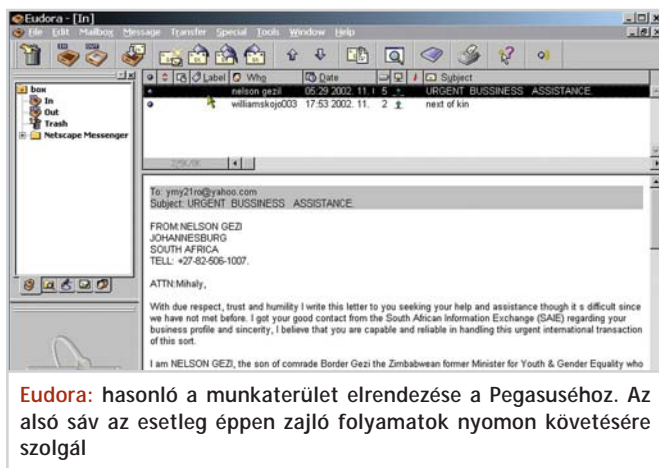 Eudora - [In]
File Edit Mailbox Message Transfer Special Tools Window Help
Label Who Date Subject
box
In
Out
Trash
Netscape Messenger
nelson gezil 05:29 2002. 11. 5 URGENT BUSSINESS ASSISTANCE.
williamskojo003 17:53 2002. 11. 2 next of kin
To: ymy21ro@yahoo.com
Subject: URGENT BUSSINESS ASSISTANCE.
FROM:NELSON GEZI
JOHANNESBURG
SOUTH AFRICA
TELL: +27-82-506-1007.
ATTN:Mihaly,
With due respect, trust and humility I write this letter to you seeking your help and assistance though it s difficult since
we have not met before. I got your good contact from the South African Information Exchange (SAIE) regarding your
business profile and sincerity, I believe that you are capable and reliable in handling this urgent international transaction
of this sort.
I am NELSON GEZI, the son of comrade Border Gezi the Zimbabwean former Minister for Youth & Gender Equality who
Eudora: hasonló a munkaterület elrendezése a Pegasuséhoz. Az
alsó sáv az esetleg éppen zajló folyamatok nyomon követésére
szolgál